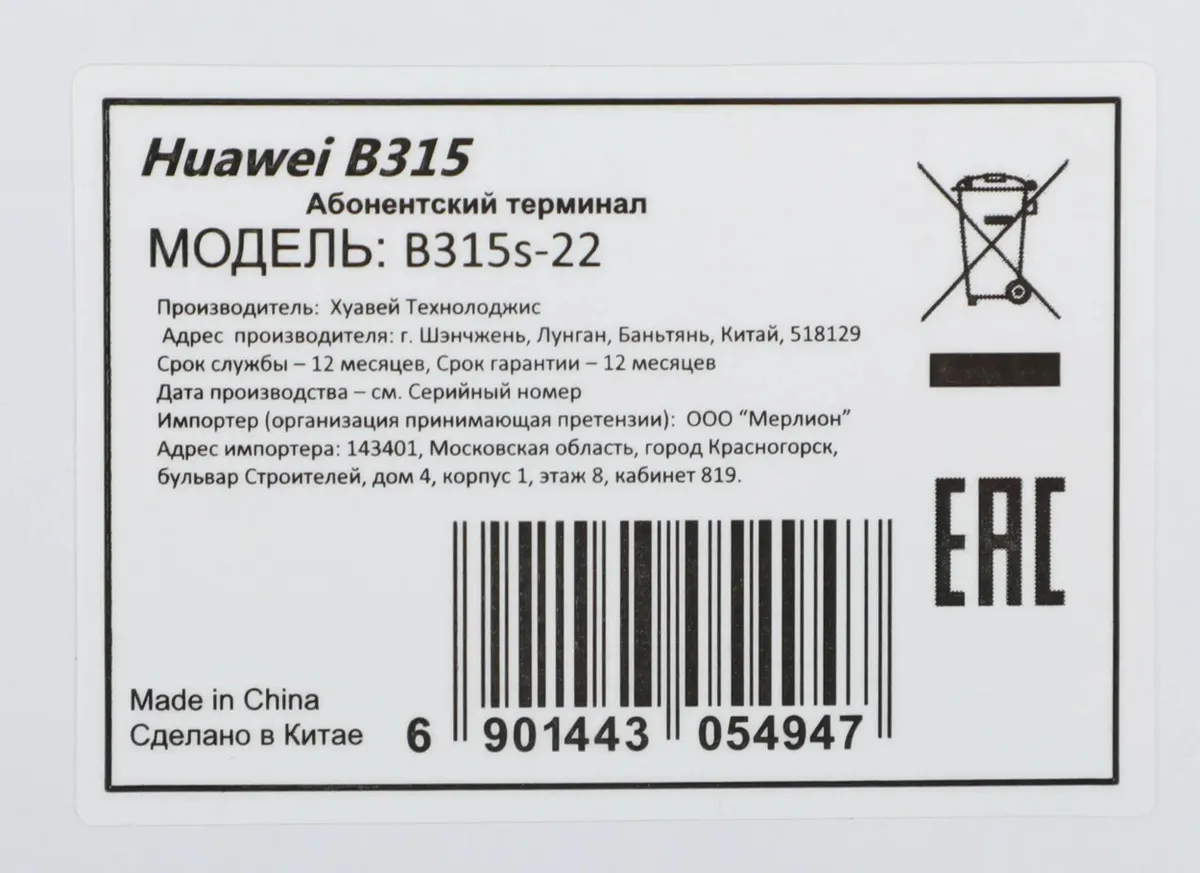 Huawei B315
Абонентский терминал
МОДЕЛЬ: B315s-22
Производитель: Хуавей Технолоджис
Адрес производителя: г. Шэнчжень, Лунган, Баньтянь, Китай, 518129
Срок службы – 12 месяцев, Срок гарантии – 12 месяцев
Дата производства – см. Серийный номер
Импортер (организация принимающая претензии): ООО “Мерлион”
Адрес импортера: 143401, Московская область, город Красногорск,
бульвар Строителей, дом 4, корпус 1, этаж 8, кабинет 819.
EAC
Made in China
Сделано в Китае
6 901443 054947